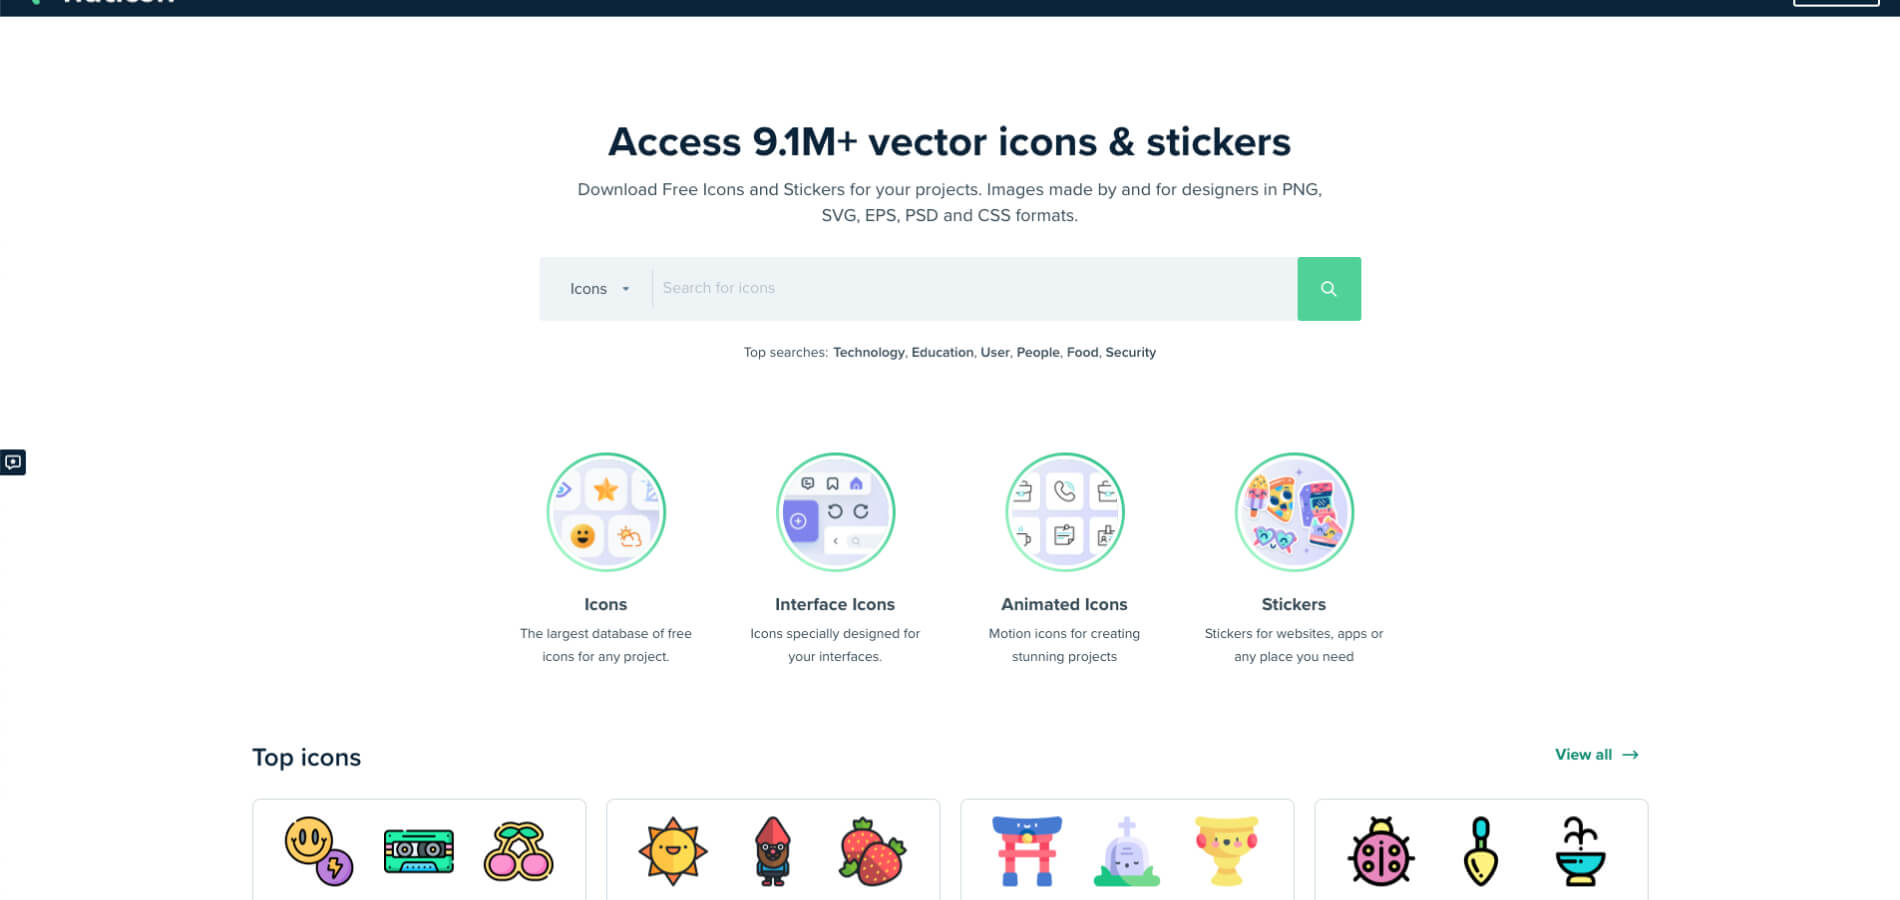 Access 9.1M+ vector icons & stickers
Download Free Icons and Stickers for your projects. Images made by and for designers in PNG,
SVG, EPS, PSD and CSS formats.
Icons
Search for icons
Top searches: Technology, Education, User, People, Food, Security
Icons
The largest database of free
icons for any project.
Interface Icons
Icons specially designed for
your interfaces.
Animated Icons
Motion icons for creating
stunning projects
Stickers
Stickers for websites, apps or
any place you need
Top icons
View all